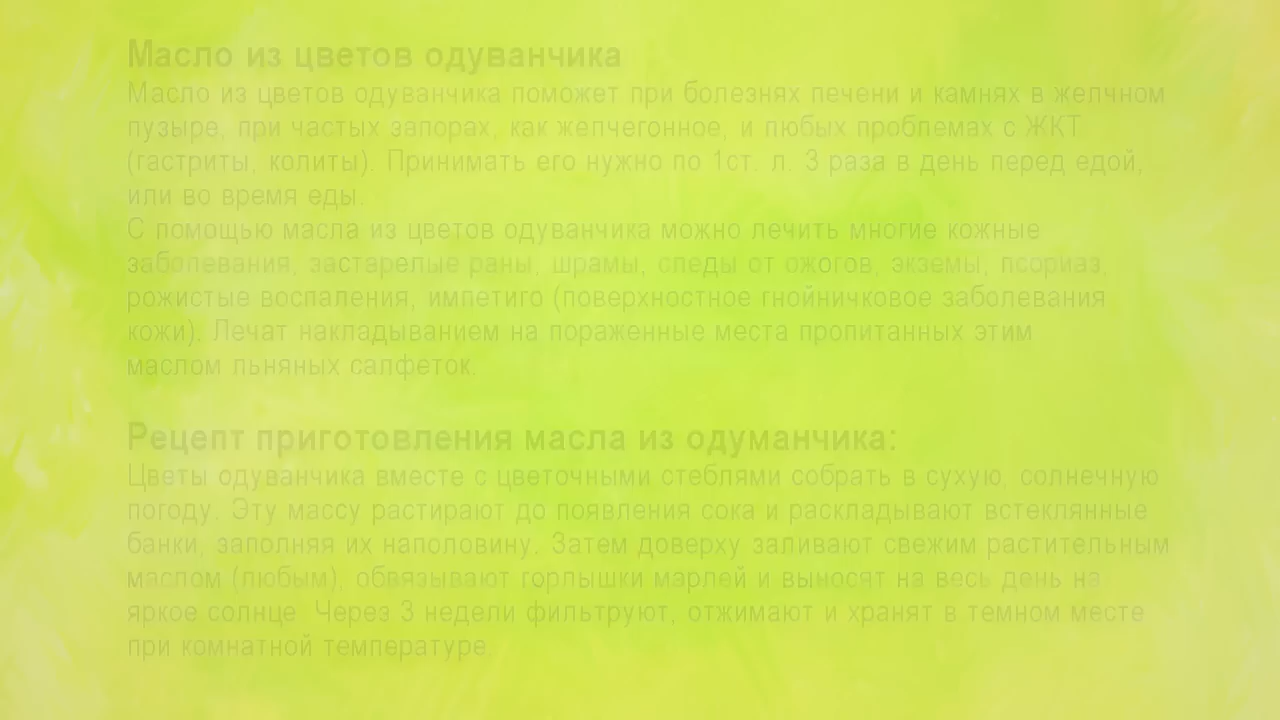 Масло из цветов одуванчика
Масло из цветов одуванчика поможет при болезнях печени и камнях в желчном
пузыре, при частых запорах, как желчегонное, и любых проблемах с ЖКТ
(гастриты, колиты). Принимать его нужно по 1ст. л. 3 раза в день перед едой,
или во время еды.
С помощью масла из цветов одуванчика можно лечить многие кожные
заболевания, застарелые раны, шрамы, следы от ожогов, экземы, псориаз,
рожистые воспаления, импетиго (поверхностное гнойничковое заболевания
кожи). Лечат накладыванием на пораженные места пропитанных этим
маслом льняных салфеток.
Рецепт приготовления масла из одуманчика:
Цветы одуванчика вместе с цветочными стеблями собрать в сухую, солнечную
погоду. Эту массу растирают до появления сока и раскладывают встеклянные
банки, заполняя их наполовину. Затем доверху заливают свежим растительным
маслом (любым), обвязывают горлышки марлей и выносят на весь день на
яркое солнце. Через 3 недели фильтруют, отжимают и хранят в темном месте
при комнатной температуре.